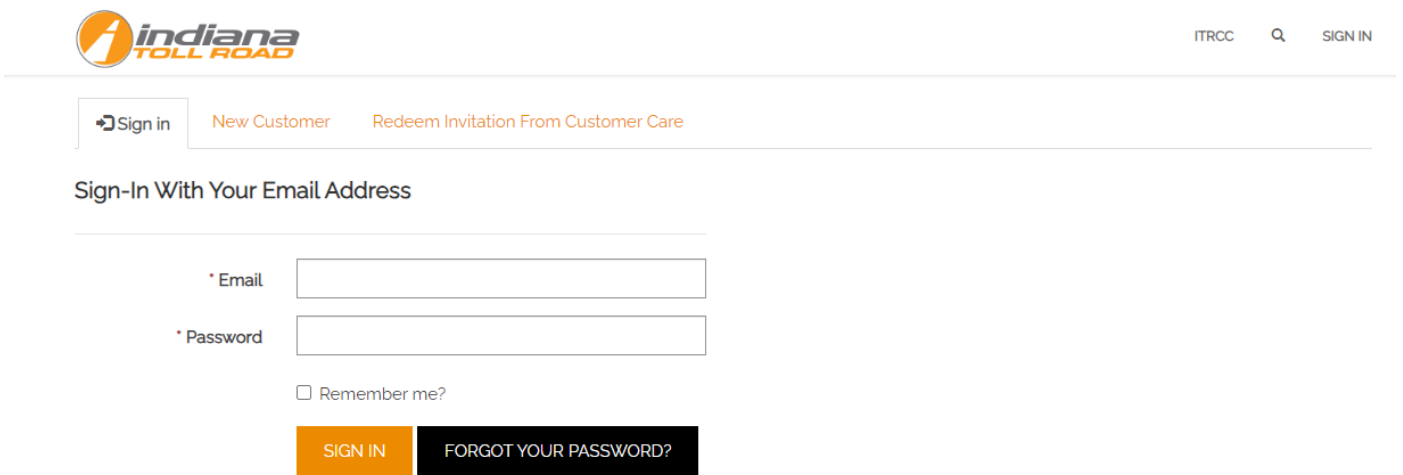 indiana
TOLL ROAD
ITRCC
SIGN IN
Sign in
New Customer
Redeem Invitation From Customer Care
Sign-In With Your Email Address
* Email
* Password
Remember me?
SIGN IN
FORGOT YOUR PASSWORD?